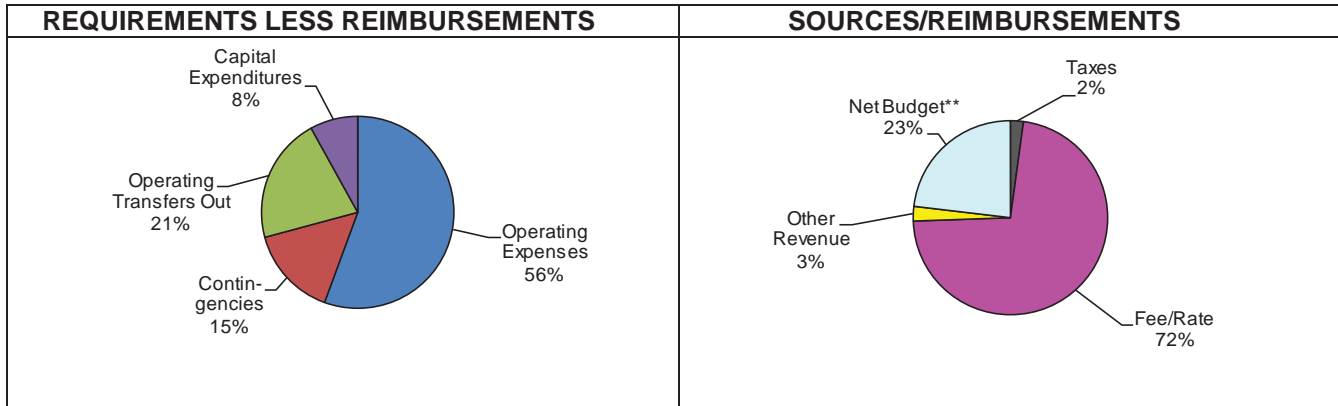 REQUIREMENTS LESS REIMBURSEMENTS
Capital
Expenditures
8%
Operating
Transfers Out
21%
Contin-
gencies
15%
Operating
Expenses
56%
SOURCES/REIMBURSEMENTS
Taxes
2%
Net Budget**
23%
Other
Revenue
3%
Fee/Rate
72%